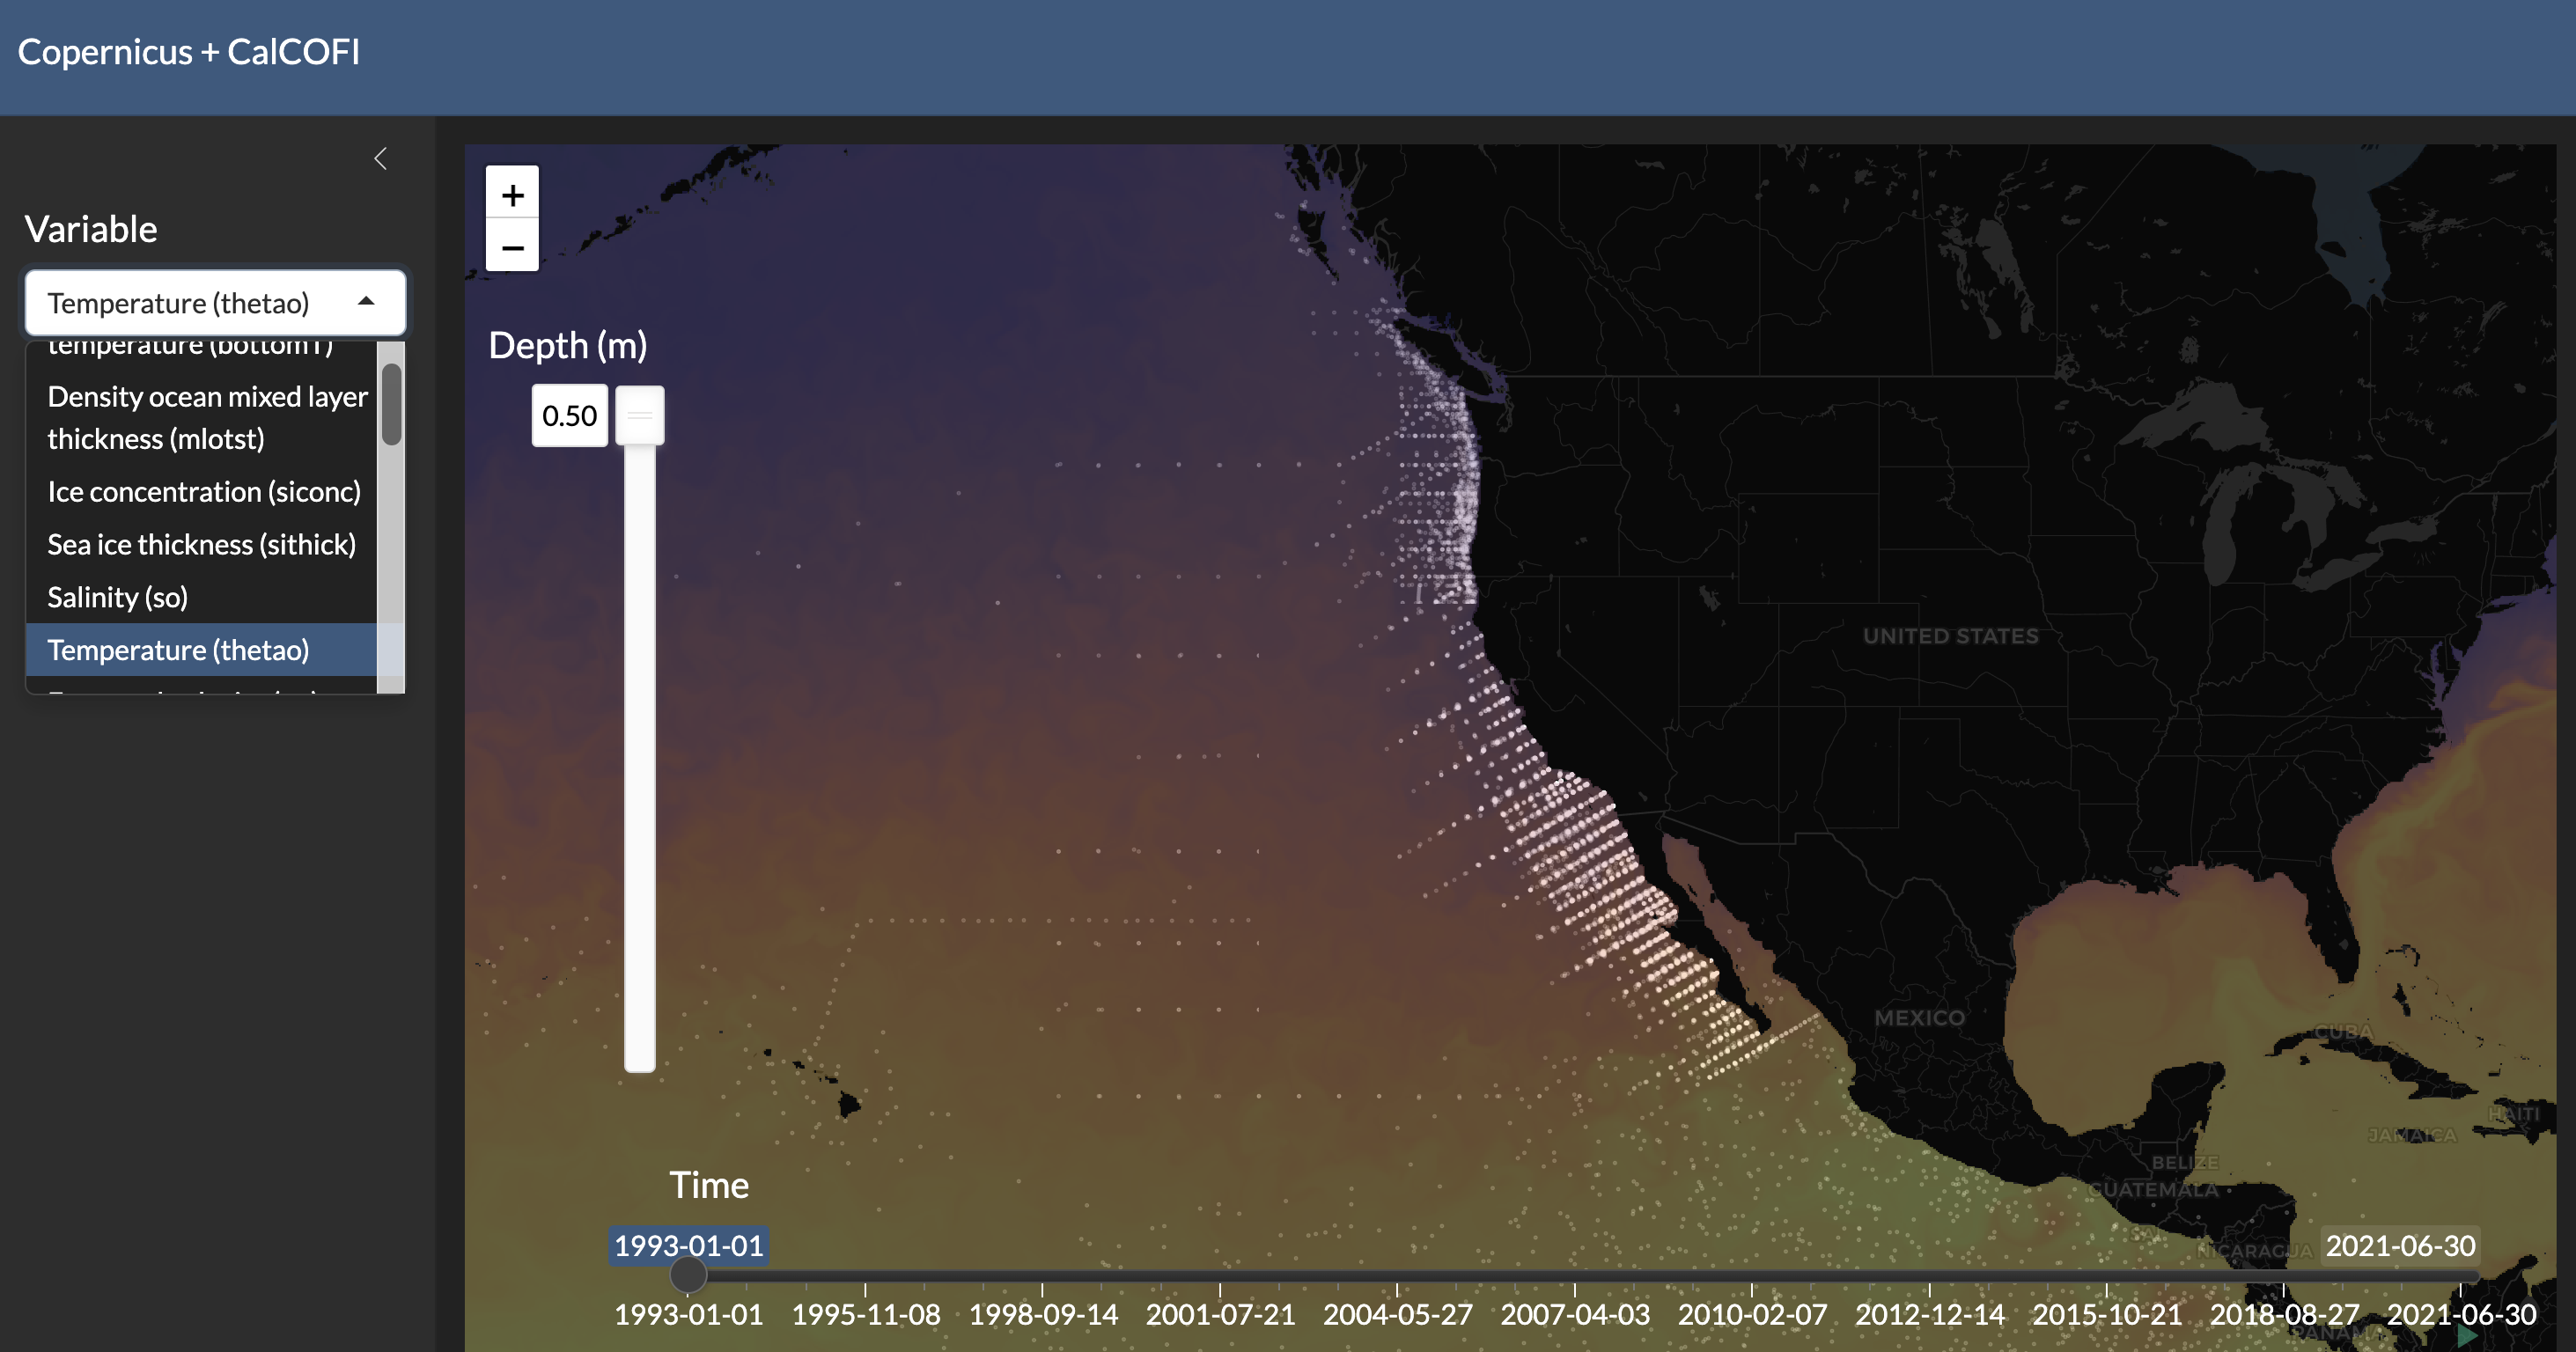 Copernicus + CalCOFI
Variable
Temperature (thetao)
temperature (bottomT)
Density ocean mixed layer
thickness (mlotst)
Ice concentration (siconc)
Sea ice thickness (sithick)
Salinity (so)
Temperature (thetao)
+
−
Depth (m)
0.50
UNITED STATES
MEXICO
CUBA
HAITI
JAMAICA
BELIZE
GUATEMALA
NICARAGUA
PANAMA
Time
1993-01-01
2021-06-30
1993-01-01 1995-11-08 1998-09-14 2001-07-21 2004-05-27 2007-04-03 2010-02-07 2012-12-14 2015-10-21 2018-08-27 2021-06-30